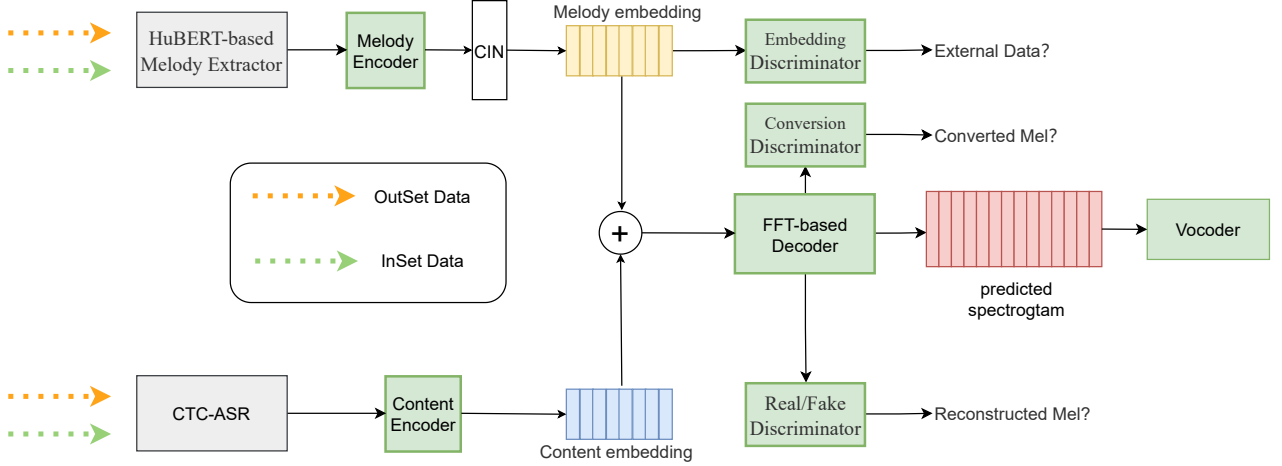 Melody embedding
HuBERT-based
Melody Extractor
Melody
Encoder
CIN
Embedding
Discriminator
External Data?
Conversion
Discriminator
Converted Mel?
OutSet Data
InSet Data
+
FFT-based
Decoder
Vocoder
predicted
spectrogtam
CTC-ASR
Content
Encoder
Content embedding
Real/Fake
Discriminator
Reconstructed Mel?